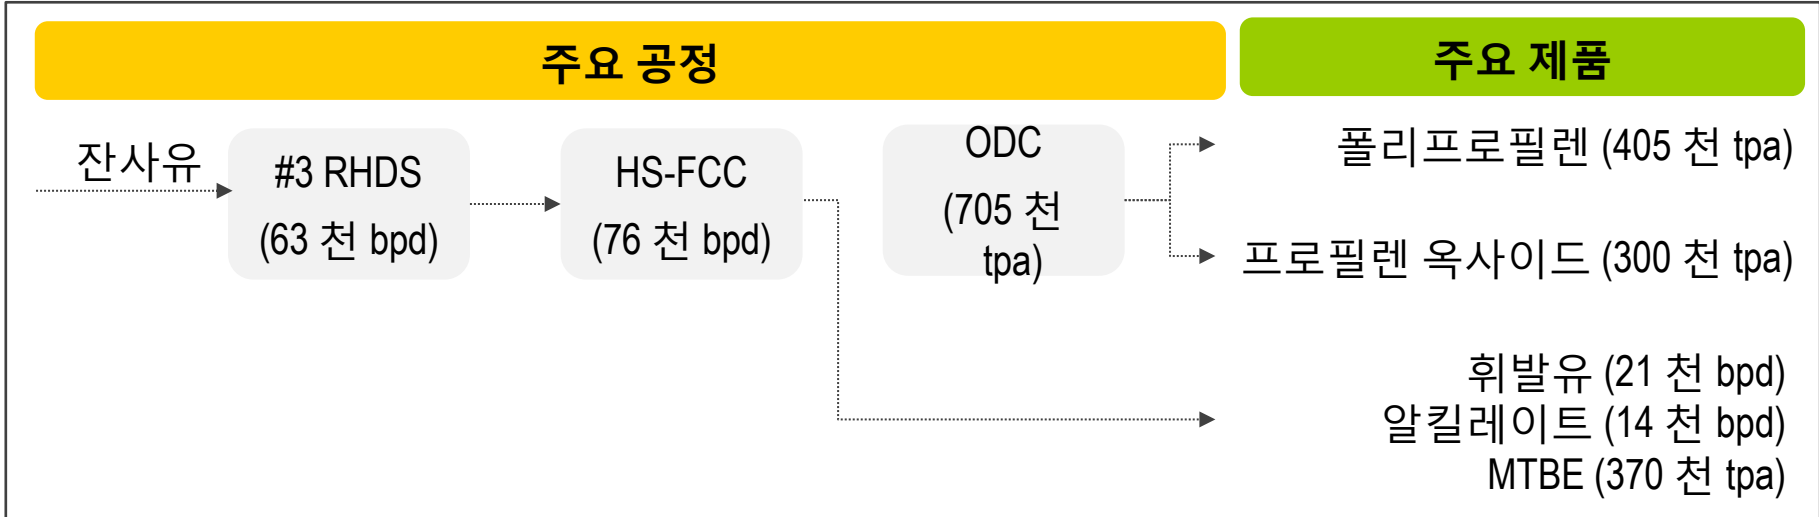 주요 공정
주요 제품
잔사유
#3 RHDS
(63 천 bpd)
HS-FCC
(76 천 bpd)
ODC
(705 천
tpa)
폴리프로필렌 (405 천 tpa)
프로필렌 옥사이드 (300 천 tpa)
휘발유 (21 천 bpd)
알킬레이트 (14 천 bpd)
MTBE (370 천 tpa)